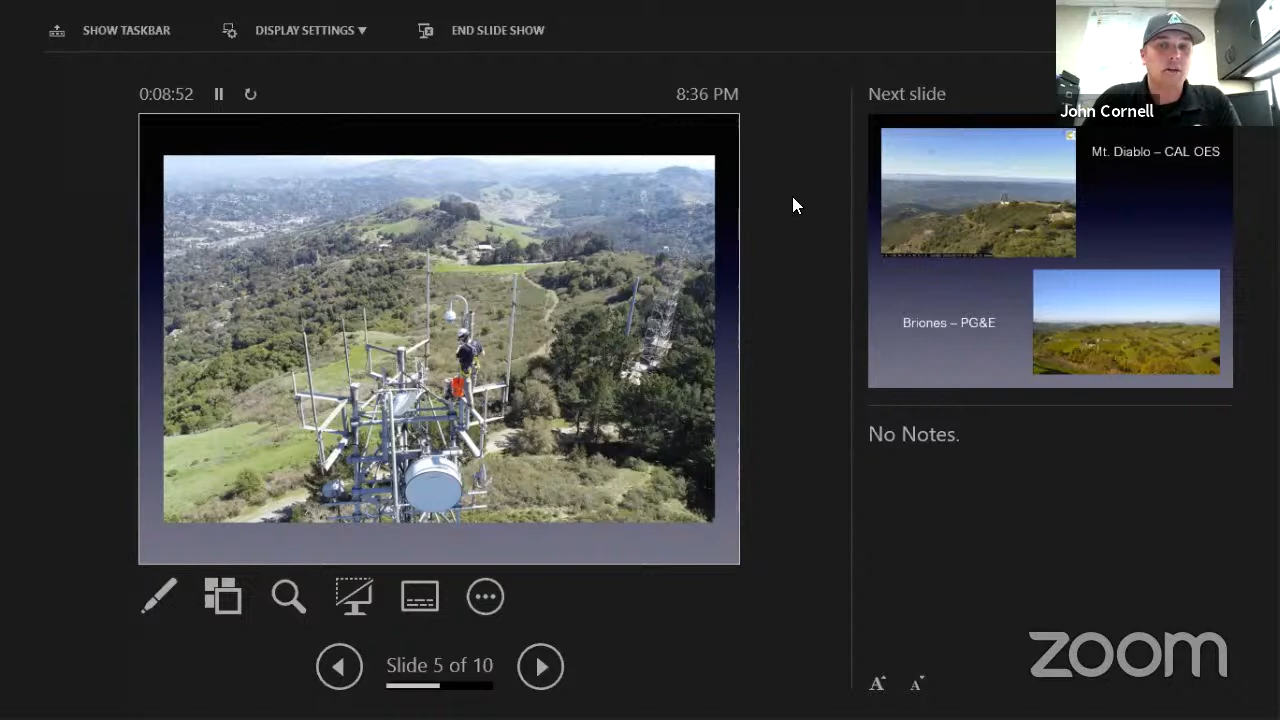 SHOW TASKBAR
DISPLAY SETTINGS ▼
END SLIDE SHOW
0:08:52
8:36 PM
Next slide
John Cornell
Mt. Diablo – CAL OES
Briones – PG&E
No Notes.
Slide 5 of 10
A A
zoom